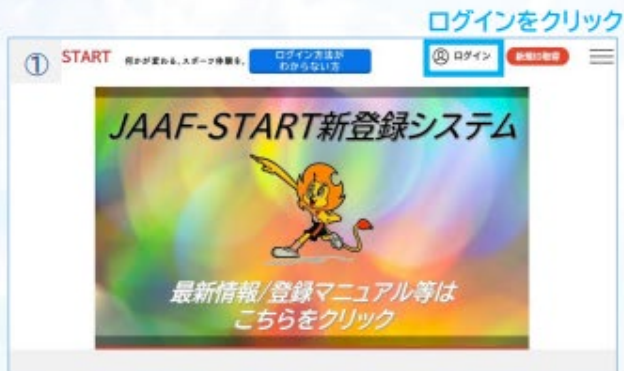 ログインをクリック
① START 何かが変わる、スポーツ体験を。 ログイン方法が
わからない方
ログイン 新規ID取得
JAAF-START新登録システム
最新情報/登録マニュアル等は
こちらをクリック